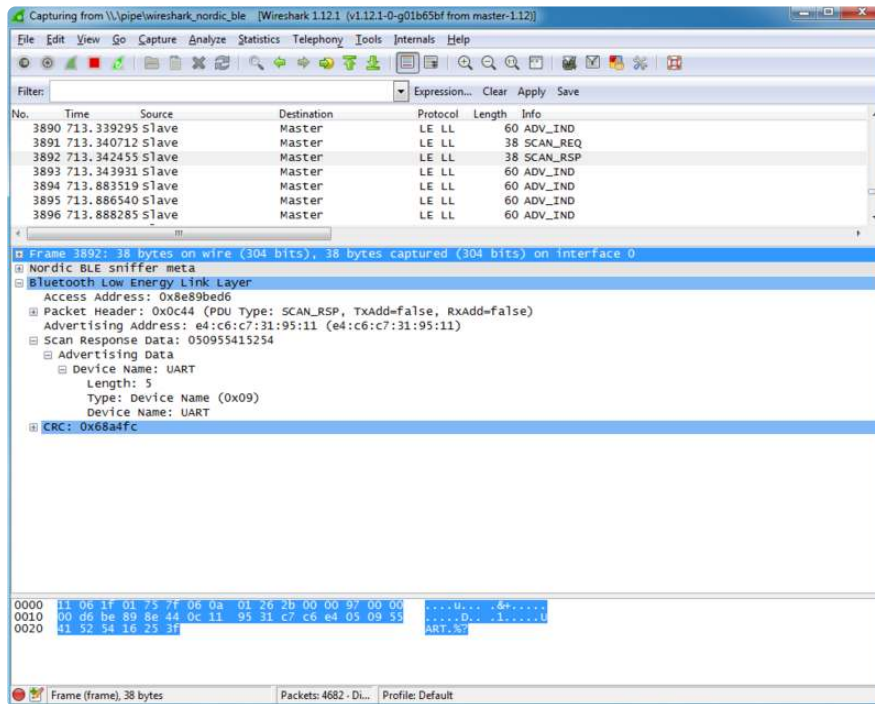 Capturing from \\.\pipe\wireshark_nordic_ble [Wireshark 1.12.1 (v1.12.1-0-g01b65bf from master-1.12)]
File Edit View Go Capture Analyze Statistics Telephony Tools Internals Help
Filter: Expression... Clear Apply Save
No. Time Source Destination Protocol Length Info
3890 713.339295 Slave Master LE LL 60 ADV_IND
3891 713.340712 Slave Master LE LL 38 SCAN_REQ
3892 713.342455 Slave Master LE LL 38 SCAN_RSP
3893 713.343931 Slave Master LE LL 60 ADV_IND
3894 713.883519 Slave Master LE LL 60 ADV_IND
3895 713.886540 Slave Master LE LL 60 ADV_IND
3896 713.888285 Slave Master LE LL 60 ADV_IND
Frame 3892: 38 bytes on wire (304 bits), 38 bytes captured (304 bits) on interface 0
Nordic BLE sniffer meta
Bluetooth Low Energy Link Layer
Access Address: 0x8e89bed6
Packet Header: 0x0c44 (PDU Type: SCAN_RSP, TxAdd=false, RxAdd=false)
Advertising Address: e4:c6:c7:31:95:11 (e4:c6:c7:31:95:11)
Scan Response Data: 050955415254
Advertising Data
Device Name: UART
Length: 5
Type: Device Name (0x09)
Device Name: UART
CRC: 0x68a4fc
0000 11 06 1f 01 75 7f 06 0a 01 26 2b 00 00 97 00 00 ....u... .&+.....
0010 00 d6 be 89 8e 44 0c 11 95 31 c7 c6 e4 05 09 55 .....D.. .1.....U
0020 41 52 54 16 25 3f ART.%?
Frame (frame), 38 bytes Packets: 4682 · Di... Profile: Default